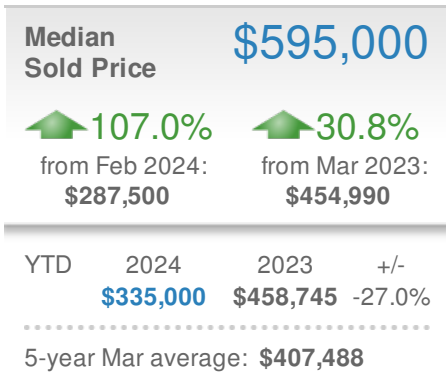 Median $595,000
Sold Price
107.0% 30.8%
from Feb 2024: from Mar 2023:
$287,500 $454,990
YTD 2024 2023 +/-
$335,000 $458,745 -27.0%
5-year Mar average: $407,488